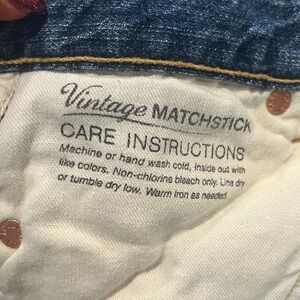 Vintage MATCHSTICK
CARE INSTRUCTIONS
Machine or hand wash cold, inside out with
like colors. Non-chlorine bleach only. Line dry
or tumble dry low. Warm iron as needed.